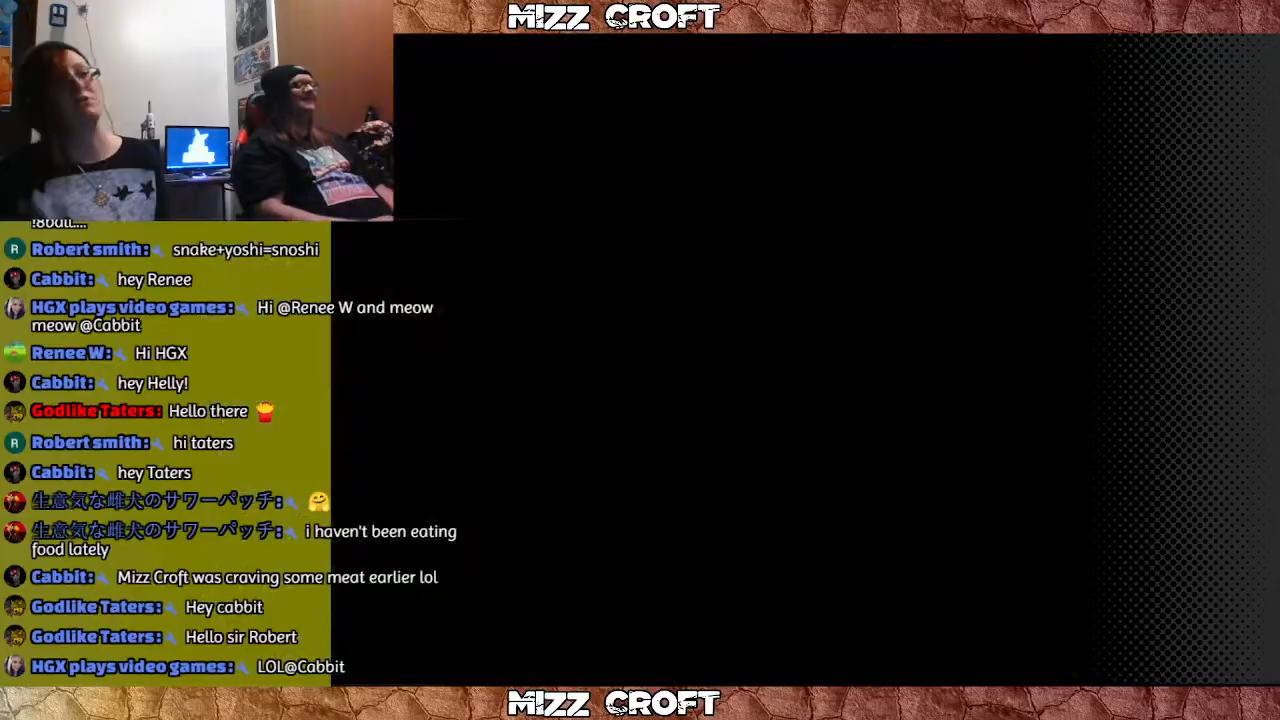 MIZZ CROFT
!8ball....
Robert smith: snake+yoshi=snoshi
Cabbit: hey Renee
HGX plays video games: Hi @Renee W and meow
meow @Cabbit
Renee W: Hi HGX
Cabbit: hey Helly!
Godlike Taters: Hello there 🍟
R
Robert smith: hi taters
Cabbit: hey Taters
生意気な雌犬のサワーパッチ: 🤗
生意気な雌犬のサワーパッチ: i haven't been eating
food lately
Cabbit: Mizz Croft was craving some meat earlier lol
Godlike Taters: Hey cabbit
Godlike Taters: Hello sir Robert
HGX plays video games: LOL@Cabbit
MIZZ CROFT